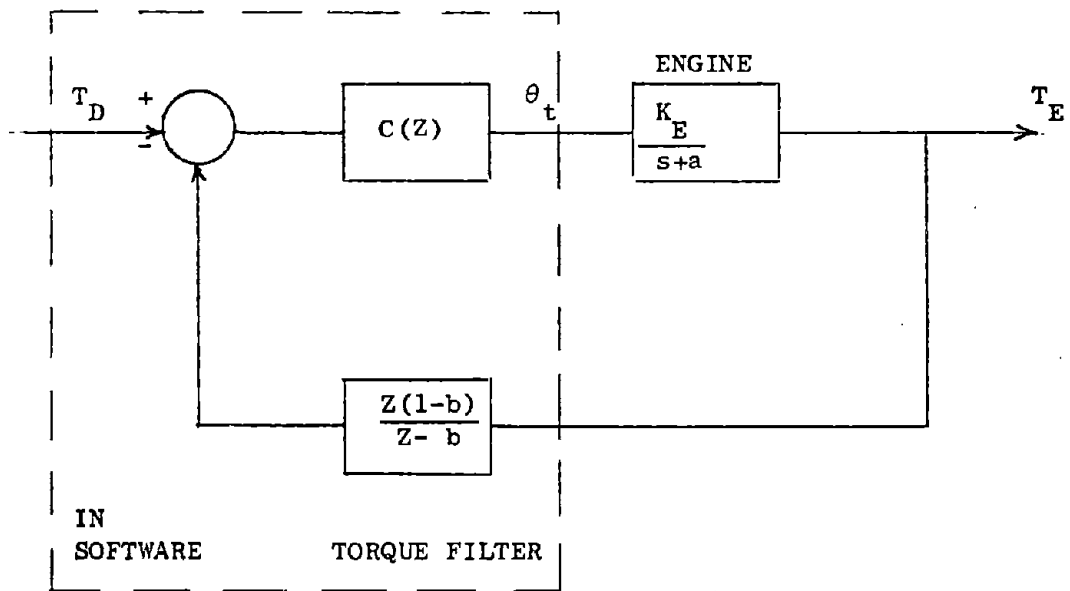 ENGINE
T_D
+
-
C(Z)
θ_t
K_E
s+a
T_E
Z(1-b)
Z- b
IN
SOFTWARE
TORQUE FILTER